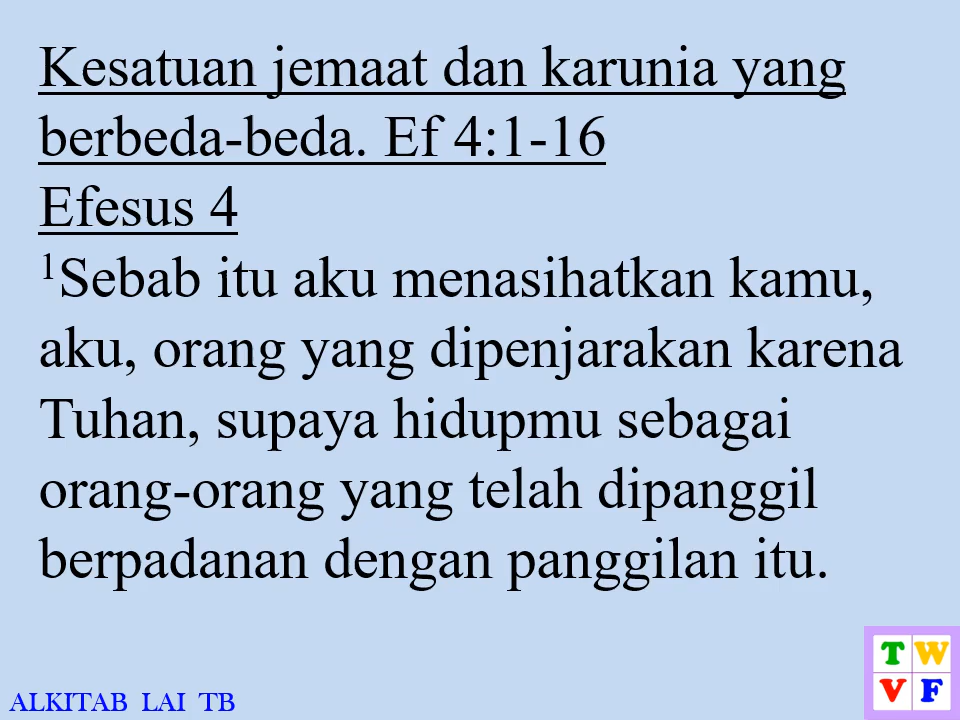 Kesatuan jemaat dan karunia yang
berbeda-beda. Ef 4:1-16
Efesus 4
¹Sebab itu aku menasihatkan kamu,
aku, orang yang dipenjarakan karena
Tuhan, supaya hidupmu sebagai
orang-orang yang telah dipanggil
berpadanan dengan panggilan itu.
ALKITAB LAI TB
T W
V F